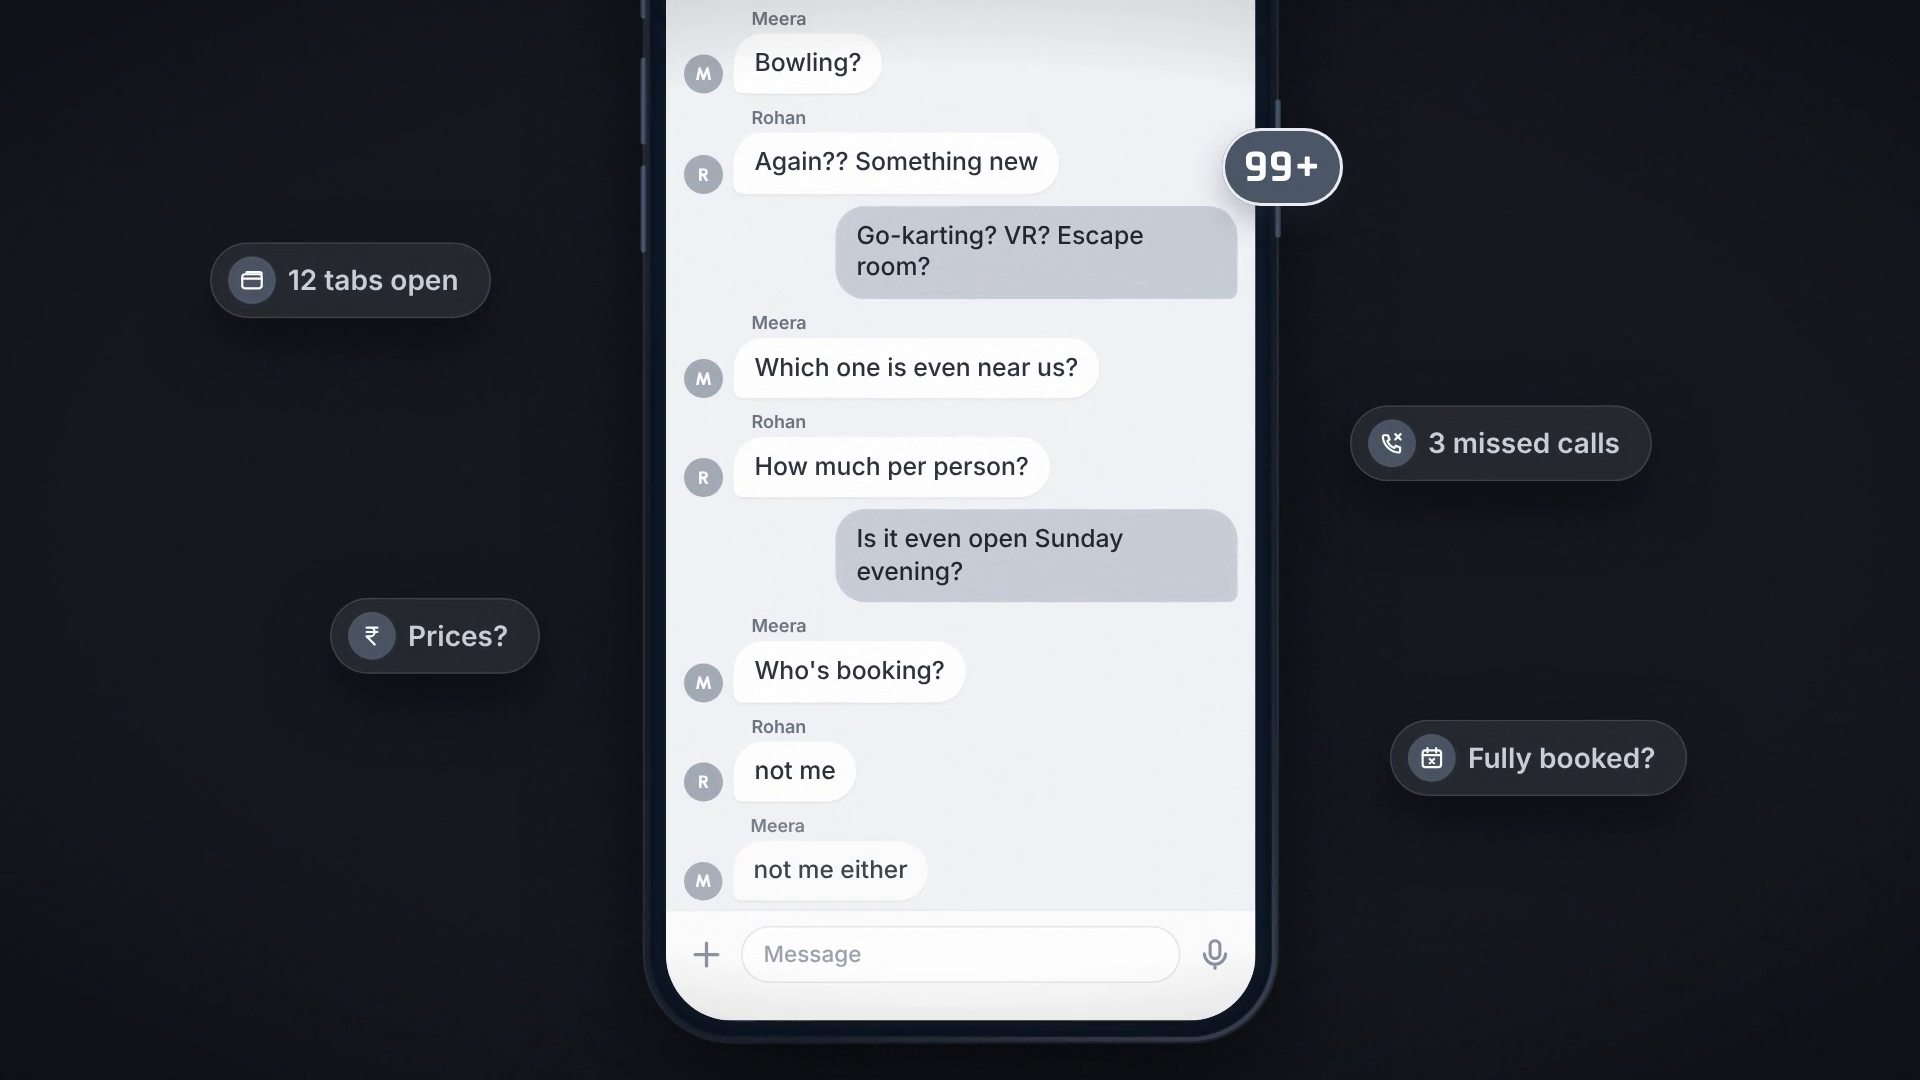 Meera
M
Bowling?
Rohan
R
Again?? Something new
99+
Go-karting? VR? Escape
room?
12 tabs open
Meera
M
Which one is even near us?
Rohan
R
How much per person?
3 missed calls
Is it even open Sunday
evening?
₹
Prices?
Meera
M
Who's booking?
Rohan
R
not me
Fully booked?
Meera
M
not me either
Message